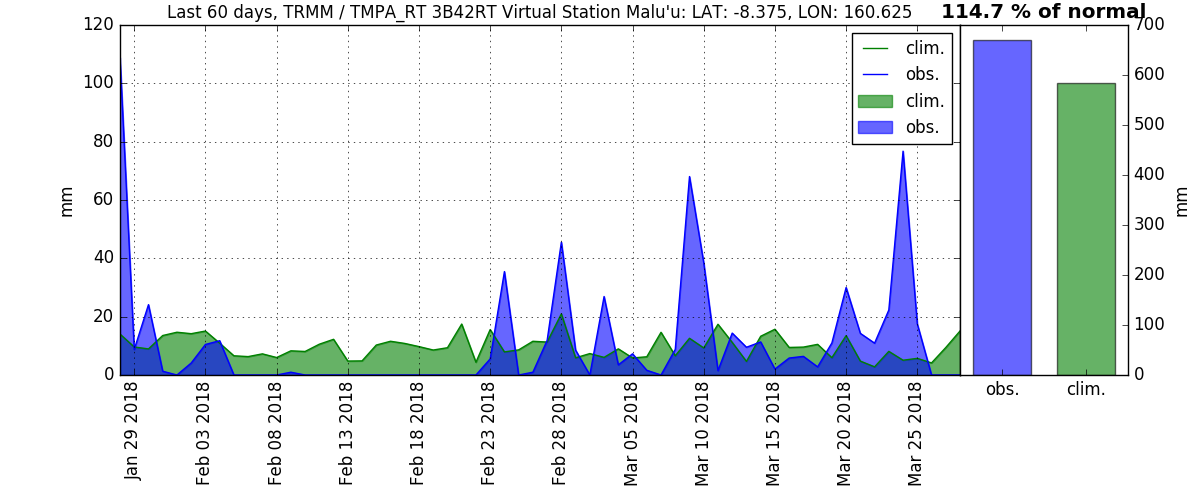 Last 60 days, TRMM / TMPA_RT 3B42RT Virtual Station Malu'u: LAT: -8.375, LON: 160.625
114.7 % of normal
120
100
80
60
40
20
0
mm
clim.
obs.
clim.
obs.
Jan 29 2018
Feb 03 2018
Feb 08 2018
Feb 13 2018
Feb 18 2018
Feb 23 2018
Feb 28 2018
Mar 05 2018
Mar 10 2018
Mar 15 2018
Mar 20 2018
Mar 25 2018
700
600
500
400
300
200
100
0
mm
obs.
clim.